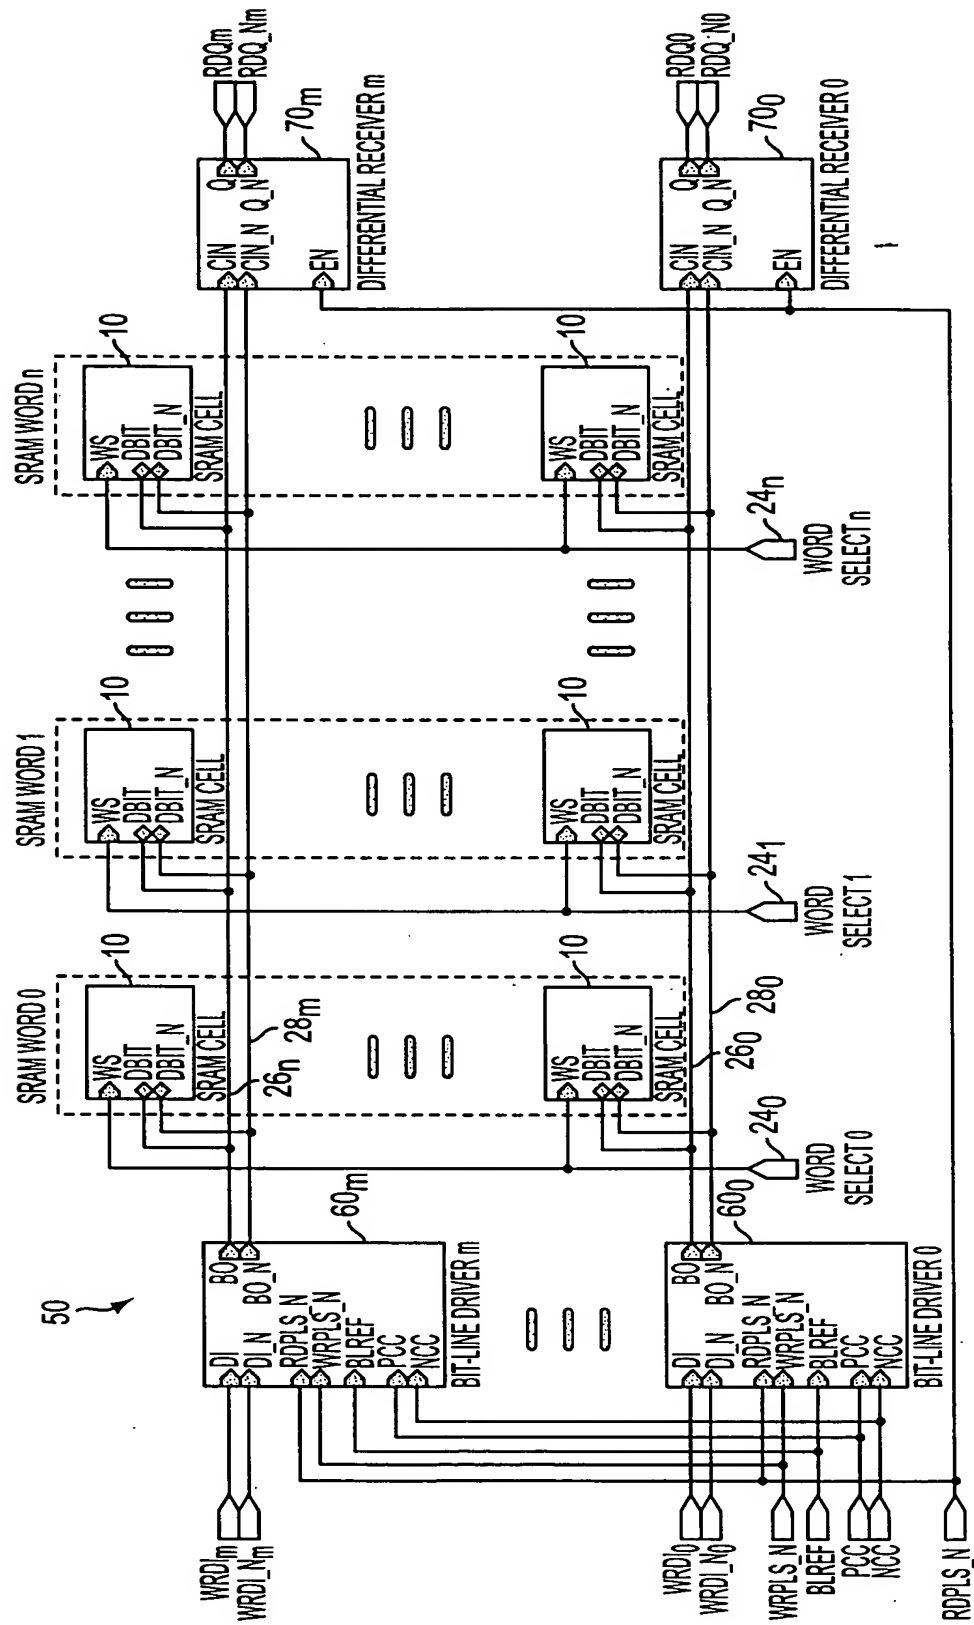 50
WRDIm
WRDI_Nm
DI
DI_N
RDPLS_N
WRPLS_N
BLREF
PCC
NCC
BO
BO_N
BIT-LINE DRIVER m
60m
SRAM WORD 0
WS
DBIT
DBIT_N
SRAM CELL
10
26n
28m
SRAM WORD 1
WS
DBIT
DBIT_N
SRAM CELL
10
SRAM WORD n
WS
DBIT
DBIT_N
SRAM CELL
10
CIN
CIN_N
EN
Q
Q_N
DIFFERENTIAL RECEIVER m
70m
RDQm
RDQ_Nm
WRDI0
WRDI_N0
WRPLS_N
BLREF
PCC
NCC
RDPLS_N
DI
DI_N
RDPLS_N
WRPLS_N
BLREF
PCC
NCC
BO
BO_N
BIT-LINE DRIVER 0
600
WS
DBIT
DBIT_N
SRAM CELL
10
260
280
WORD
SELECT 0
240
WS
DBIT
DBIT_N
SRAM CELL
10
WORD
SELECT 1
241
WS
DBIT
DBIT_N
SRAM CELL
10
WORD
SELECT n
24n
CIN
CIN_N
EN
Q
Q_N
DIFFERENTIAL RECEIVER 0
700
RDQ0
RDQ_N0